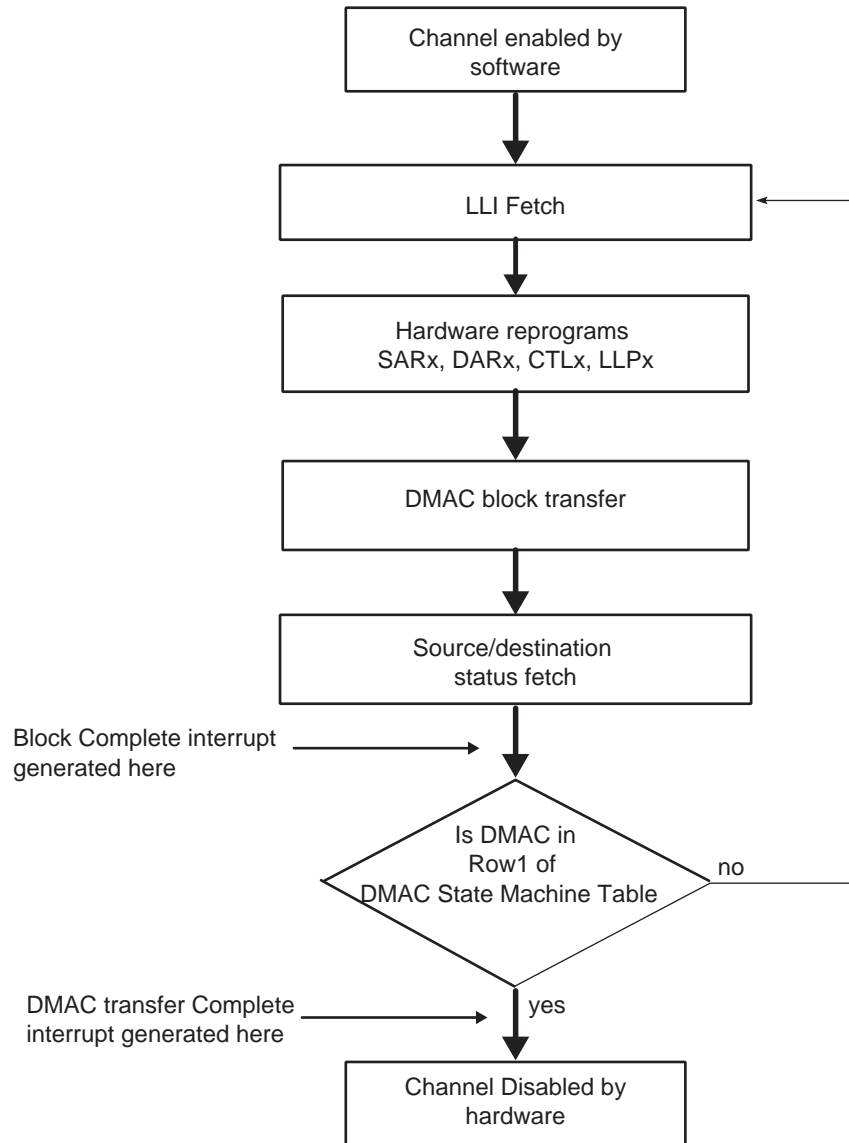 Channel enabled by
software
LLI Fetch
Hardware reprograms
SARx, DARx, CTLx, LLPx
DMAC block transfer
Source/destination
status fetch
Block Complete interrupt
generated here
Is DMAC in
Row1 of
DMAC State Machine Table
no
DMAC transfer Complete
interrupt generated here
yes
Channel Disabled by
hardware